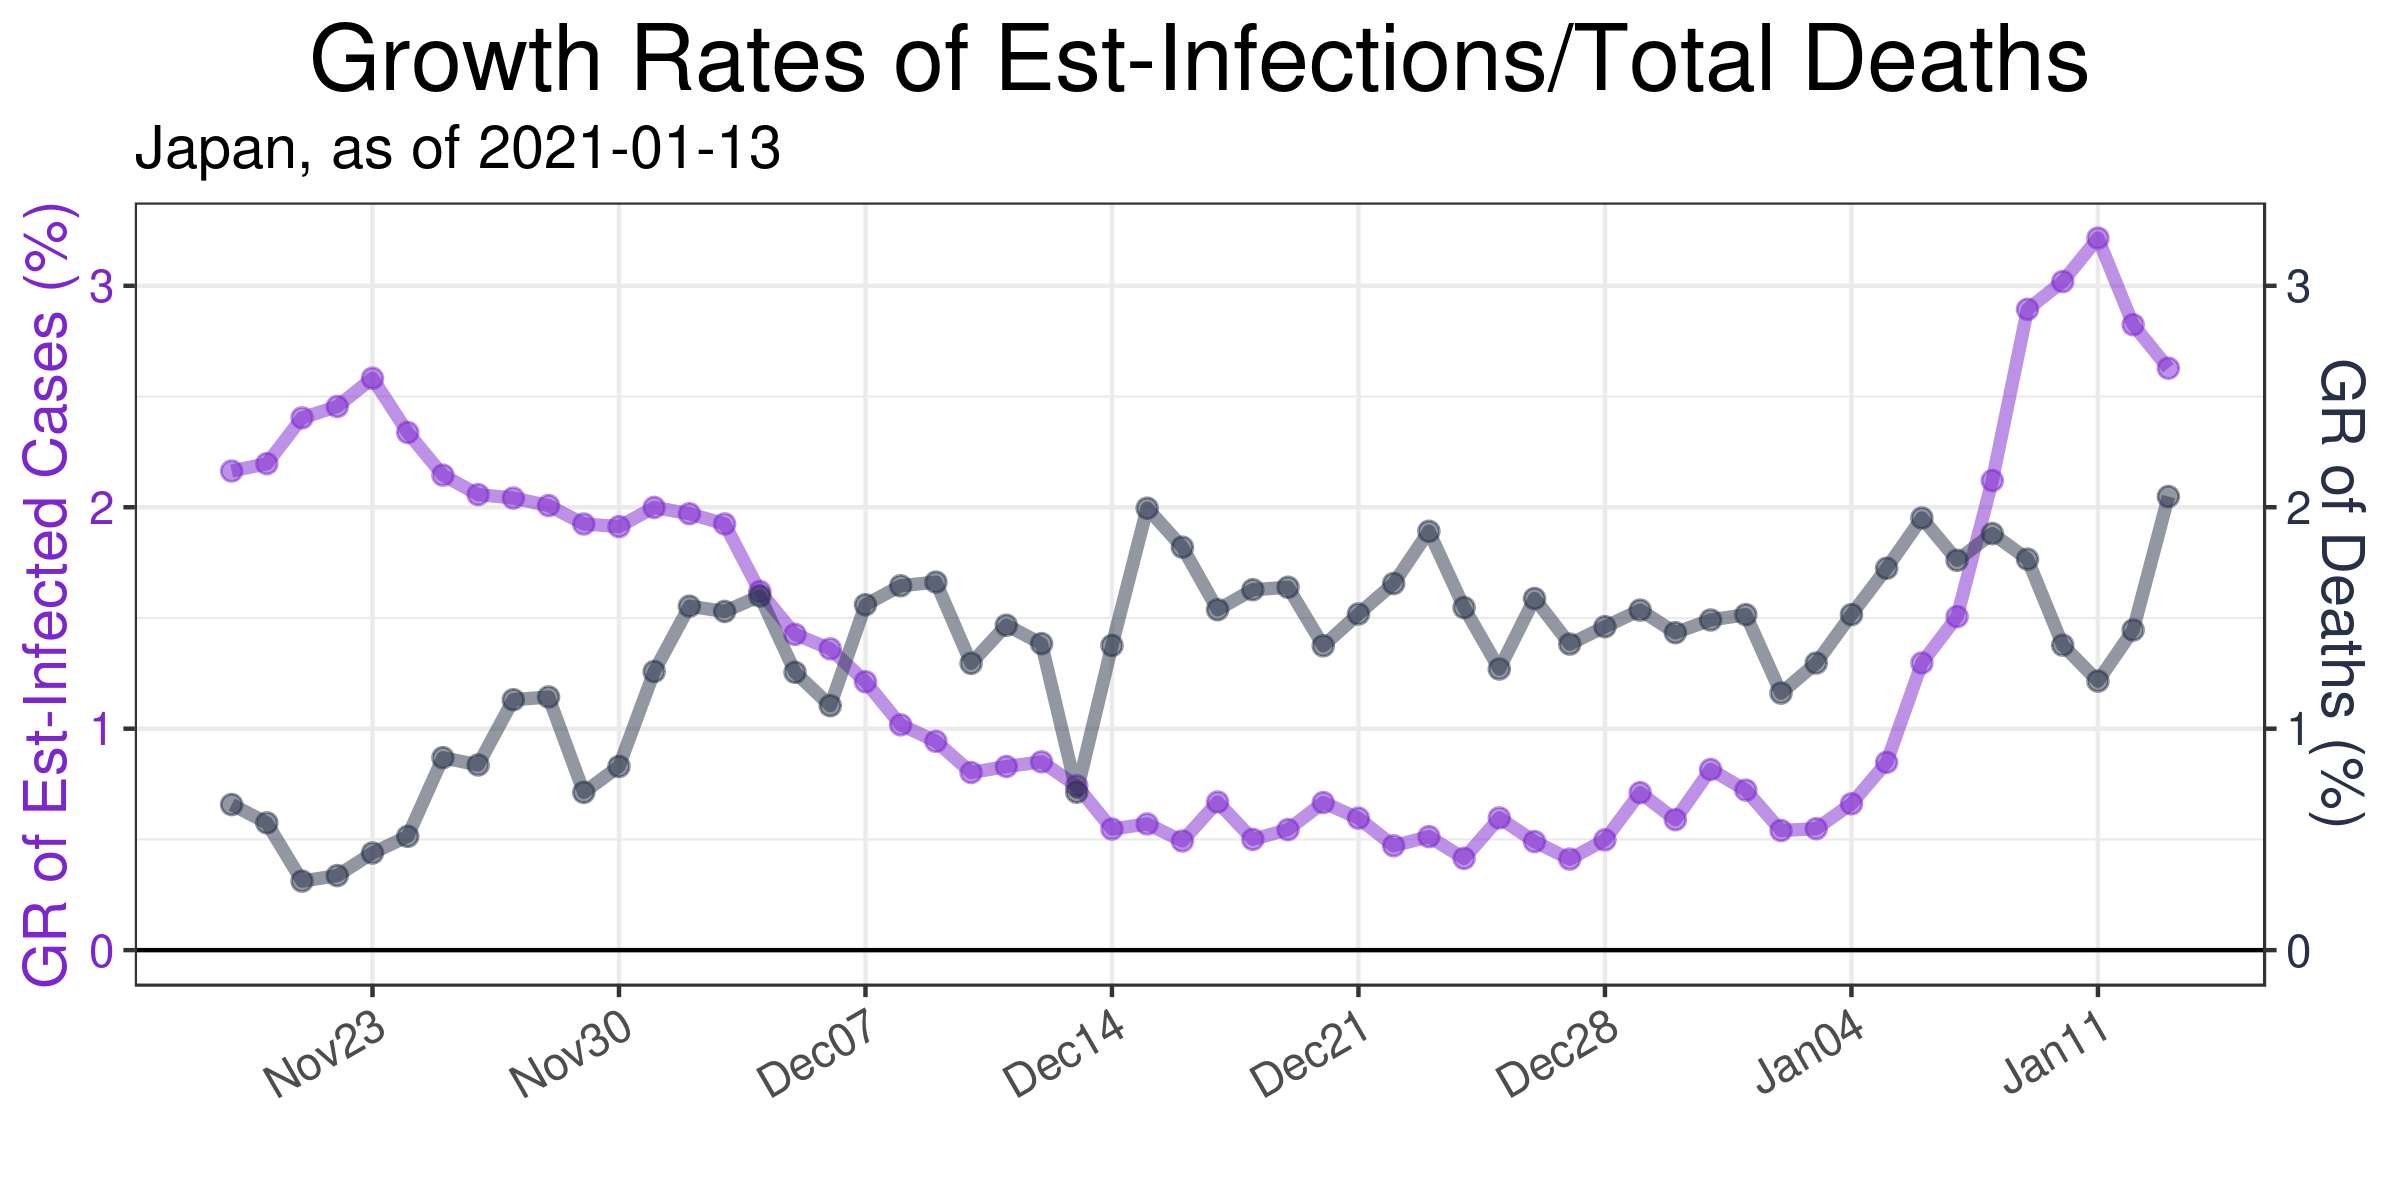 Growth Rates of Est-Infections/Total Deaths
Japan, as of 2021-01-13
GR of Est-Infected Cases (%)
3
2
1
0
3
2
1
0
GR of Deaths (%)
Nov23
Nov30
Dec07
Dec14
Dec21
Dec28
Jan04
Jan11